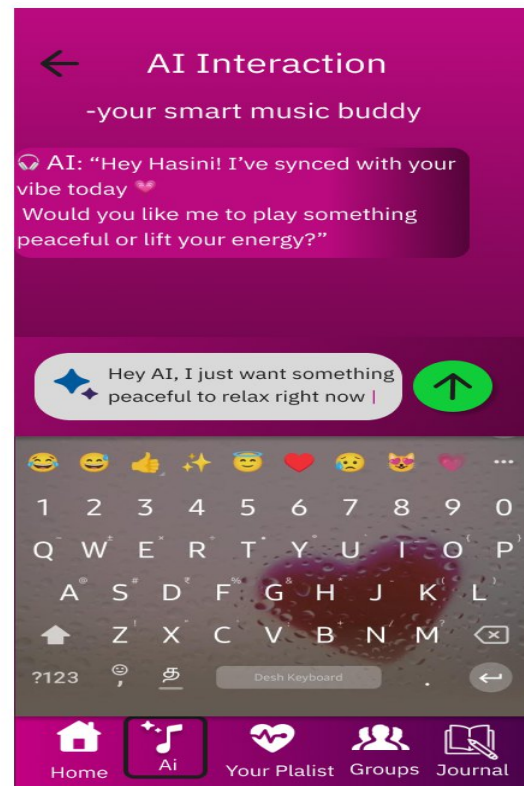 AI Interaction
-your smart music buddy
AI: “Hey Hasini! I’ve synced with your
vibe today
Would you like me to play something
peaceful or lift your energy?”
Hey AI, I just want something
peaceful to relax right now |
1 2 3 4 5 6 7 8 9 0
Q W E R T Y U I O P
A S D F G H J K L
Z X C V B N M
?123 , த Desh Keyboard .
Home Ai Your Plalist Groups Journal